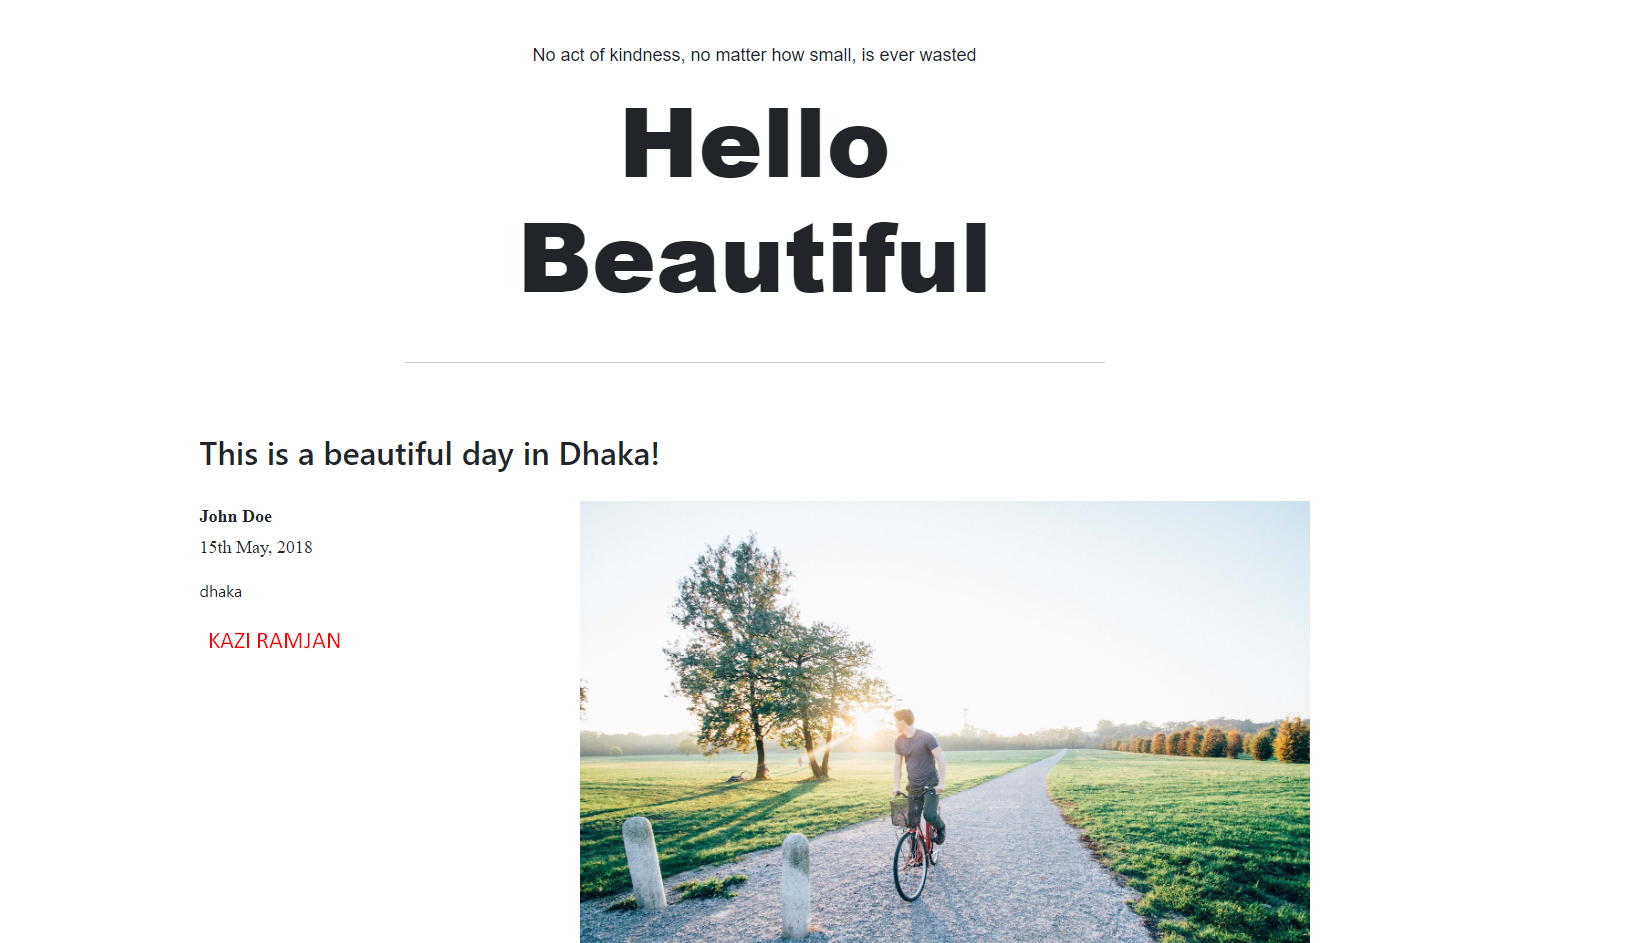 No act of kindness, no matter how small, is ever wasted
Hello
Beautiful
This is a beautiful day in Dhaka!
John Doe
15th May, 2018
dhaka
KAZI RAMJAN